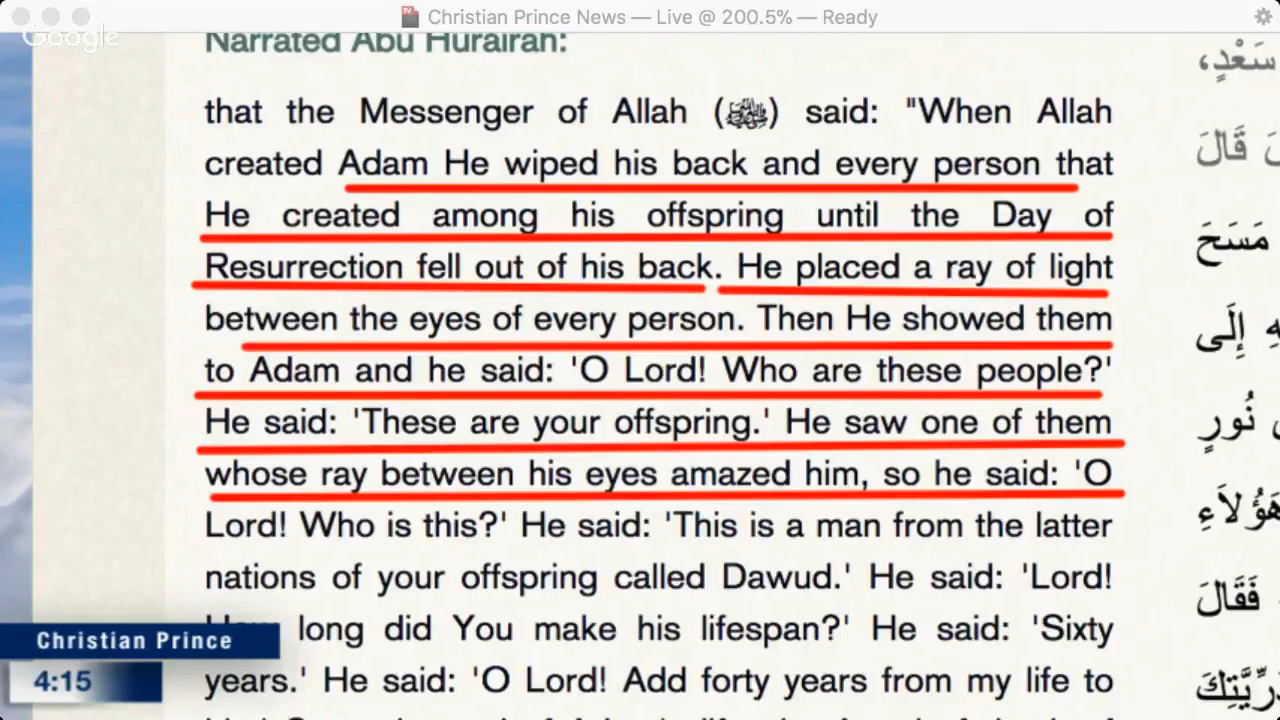 Christian Prince News — Live @ 200.5% — Ready
Google
Narrated Abu Hurairah:
that the Messenger of Allah (ﷺ) said: "When Allah
created Adam He wiped his back and every person that
He created among his offspring until the Day of
Resurrection fell out of his back. He placed a ray of light
between the eyes of every person. Then He showed them
to Adam and he said: 'O Lord! Who are these people?'
He said: 'These are your offspring.' He saw one of them
whose ray between his eyes amazed him, so he said: 'O
Lord! Who is this?' He said: 'This is a man from the latter
nations of your offspring called Dawud.' He said: 'Lord!
How long did You make his lifespan?' He said: 'Sixty
years.' He said: 'O Lord! Add forty years from my life to
سَعْدٍ،
قَالَ
مَسَحَ
إِلَى
نُورٍ
هَؤُلاَءِ
فَقَالَ
ذُرِّيَّتِكَ
Christian Prince
4:15